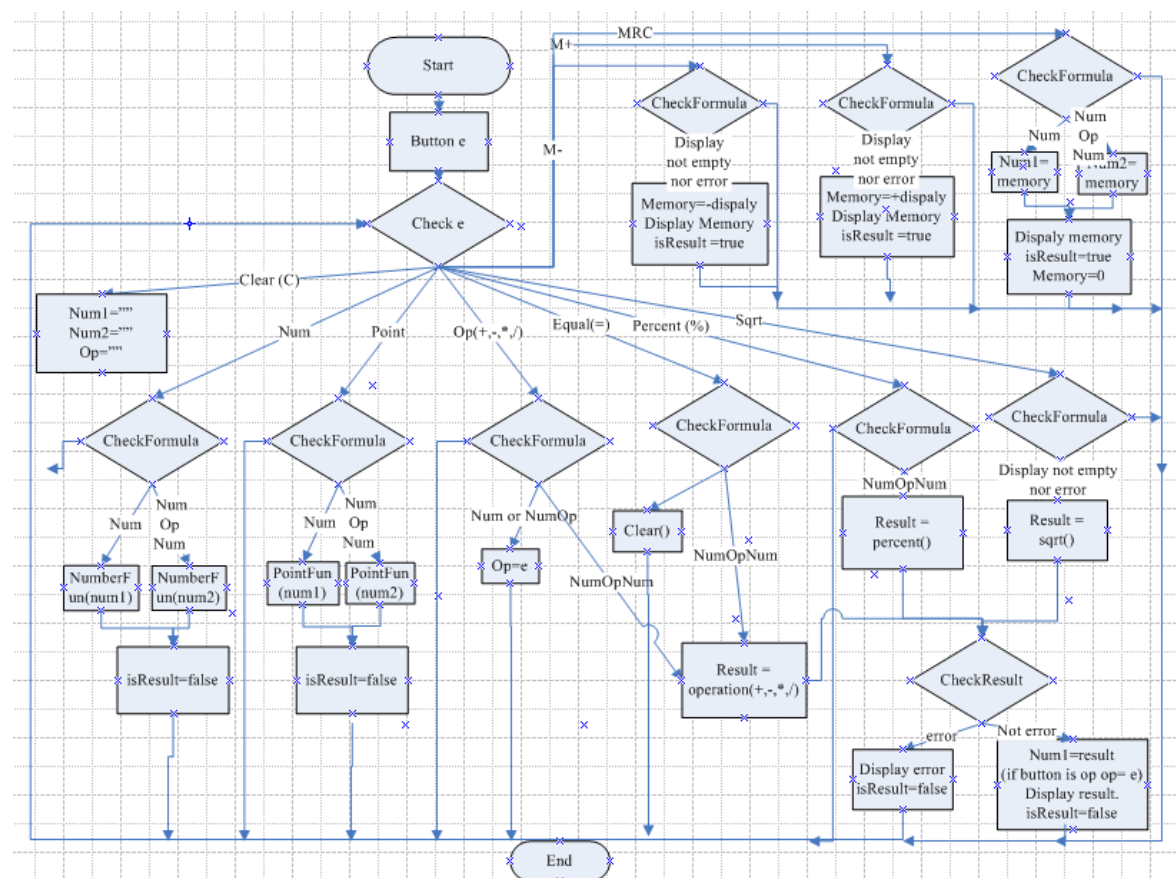 MRC
M+
Start
CheckFormula
CheckFormula
CheckFormula
Button e
M-
Display
not empty
nor error
Display
not empty
nor error
Num
Num
Op
Num
Num1=
memory
Num2=
memory
Memory=-dispaly
Display Memory
isResult =true
Memory=+dispaly
Display Memory
isResult =true
Check e
Dispaly memory
isResult=true
Memory=0
Clear (C)
Num1=””
Num2=””
Op=””
Num
Point
Op(+,-,*,/)
Equal(=)
Percent (%)
Sqrt
CheckFormula
CheckFormula
CheckFormula
CheckFormula
CheckFormula
CheckFormula
Num
Num
Op
Num
Num
Num
Op
Num
Num or NumOp
NumOpNum
NumOpNum
NumOpNum
Display not empty
nor error
NumberF
un(num1)
NumberF
un(num2)
PointFun
(num1)
PointFun
(num2)
Op=e
Clear()
Result =
percent()
Result =
sqrt()
isResult=false
isResult=false
Result =
operation(+,-,*,/)
CheckResult
error
Not error
Display error
isResult=false
Num1=result
(if button is op op= e)
Display result.
isResult=false
End